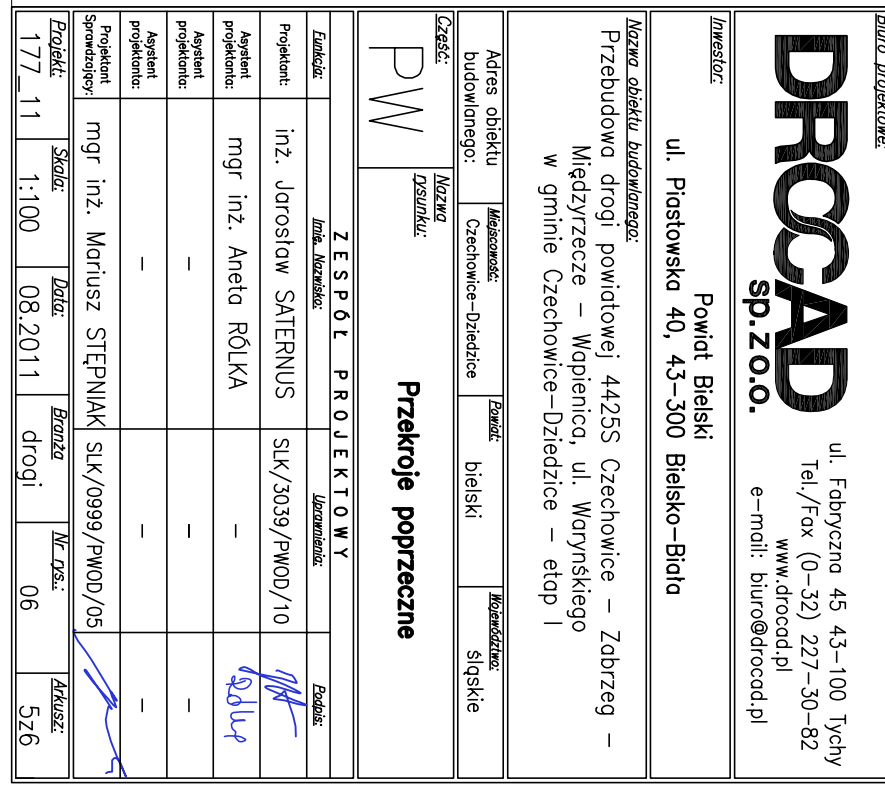 Biuro projektowe:
DROCAD
sp. z o.o.
ul. Fabryczna 45 43-100 Tychy
Tel./Fax (0-32) 227-30-82
www.drocad.pl
e-mail: biuro@drocad.pl
Inwestor:
Powiat Bielski
ul. Piastowska 40, 43-300 Bielsko-Biała
Nazwa obiektu budowlanego:
Przebudowa drogi powiatowej 4425S Czechowice - Zabrzeg -
Międzyrzecze - Wapienica, ul. Waryńskiego
w gminie Czechowice-Dziedzice - etap I
Adres obiektu
budowlanego:
Miejscowość:
Czechowice-Dziedzice
Powiat:
bielski
Województwo:
śląskie
Część:
PW
Nazwa
rysunku:
Przekroje poprzeczne
ZESPÓŁ PROJEKTOWY
Funkcja: Imię, Nazwisko: Uprawnienia: Podpis:
Projektant: inż. Jarosław SATERNUS SLK/3039/PWOD/10
Asystent
projektanta: mgr inż. Aneta RÓLKA -
Asystent
projektanta: - - -
Asystent
projektanta: - - -
Projektant
Sprawdzający: mgr inż. Mariusz STĘPNIAK SLK/0999/PWOD/05
Projekt: Skala: Data: Branża Nr rys.: Arkusz:
177_11 1:100 08.2011 drogi 06 5z6